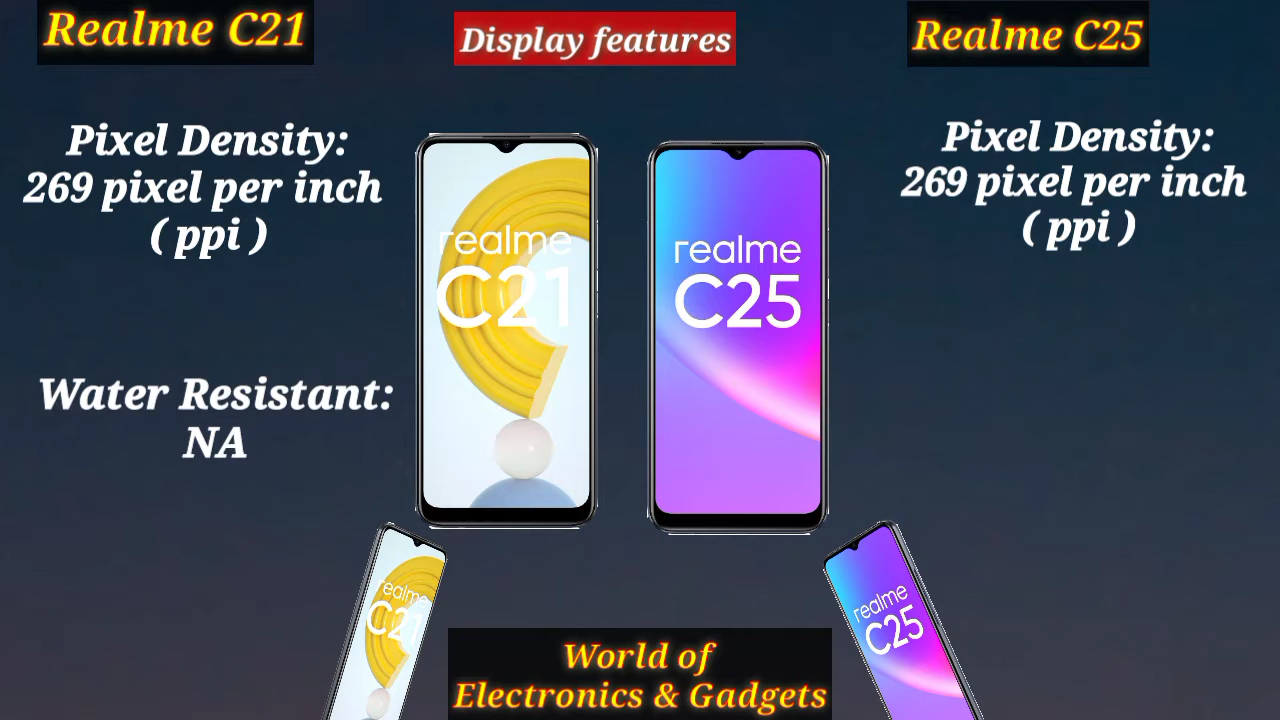 Realme C21
Display features
Realme C25
Pixel Density:
269 pixel per inch
( ppi )
Pixel Density:
269 pixel per inch
( ppi )
realme
C21
realme
C25
Water Resistant:
NA
realme
C21
realme
C25
World of
Electronics & Gadgets